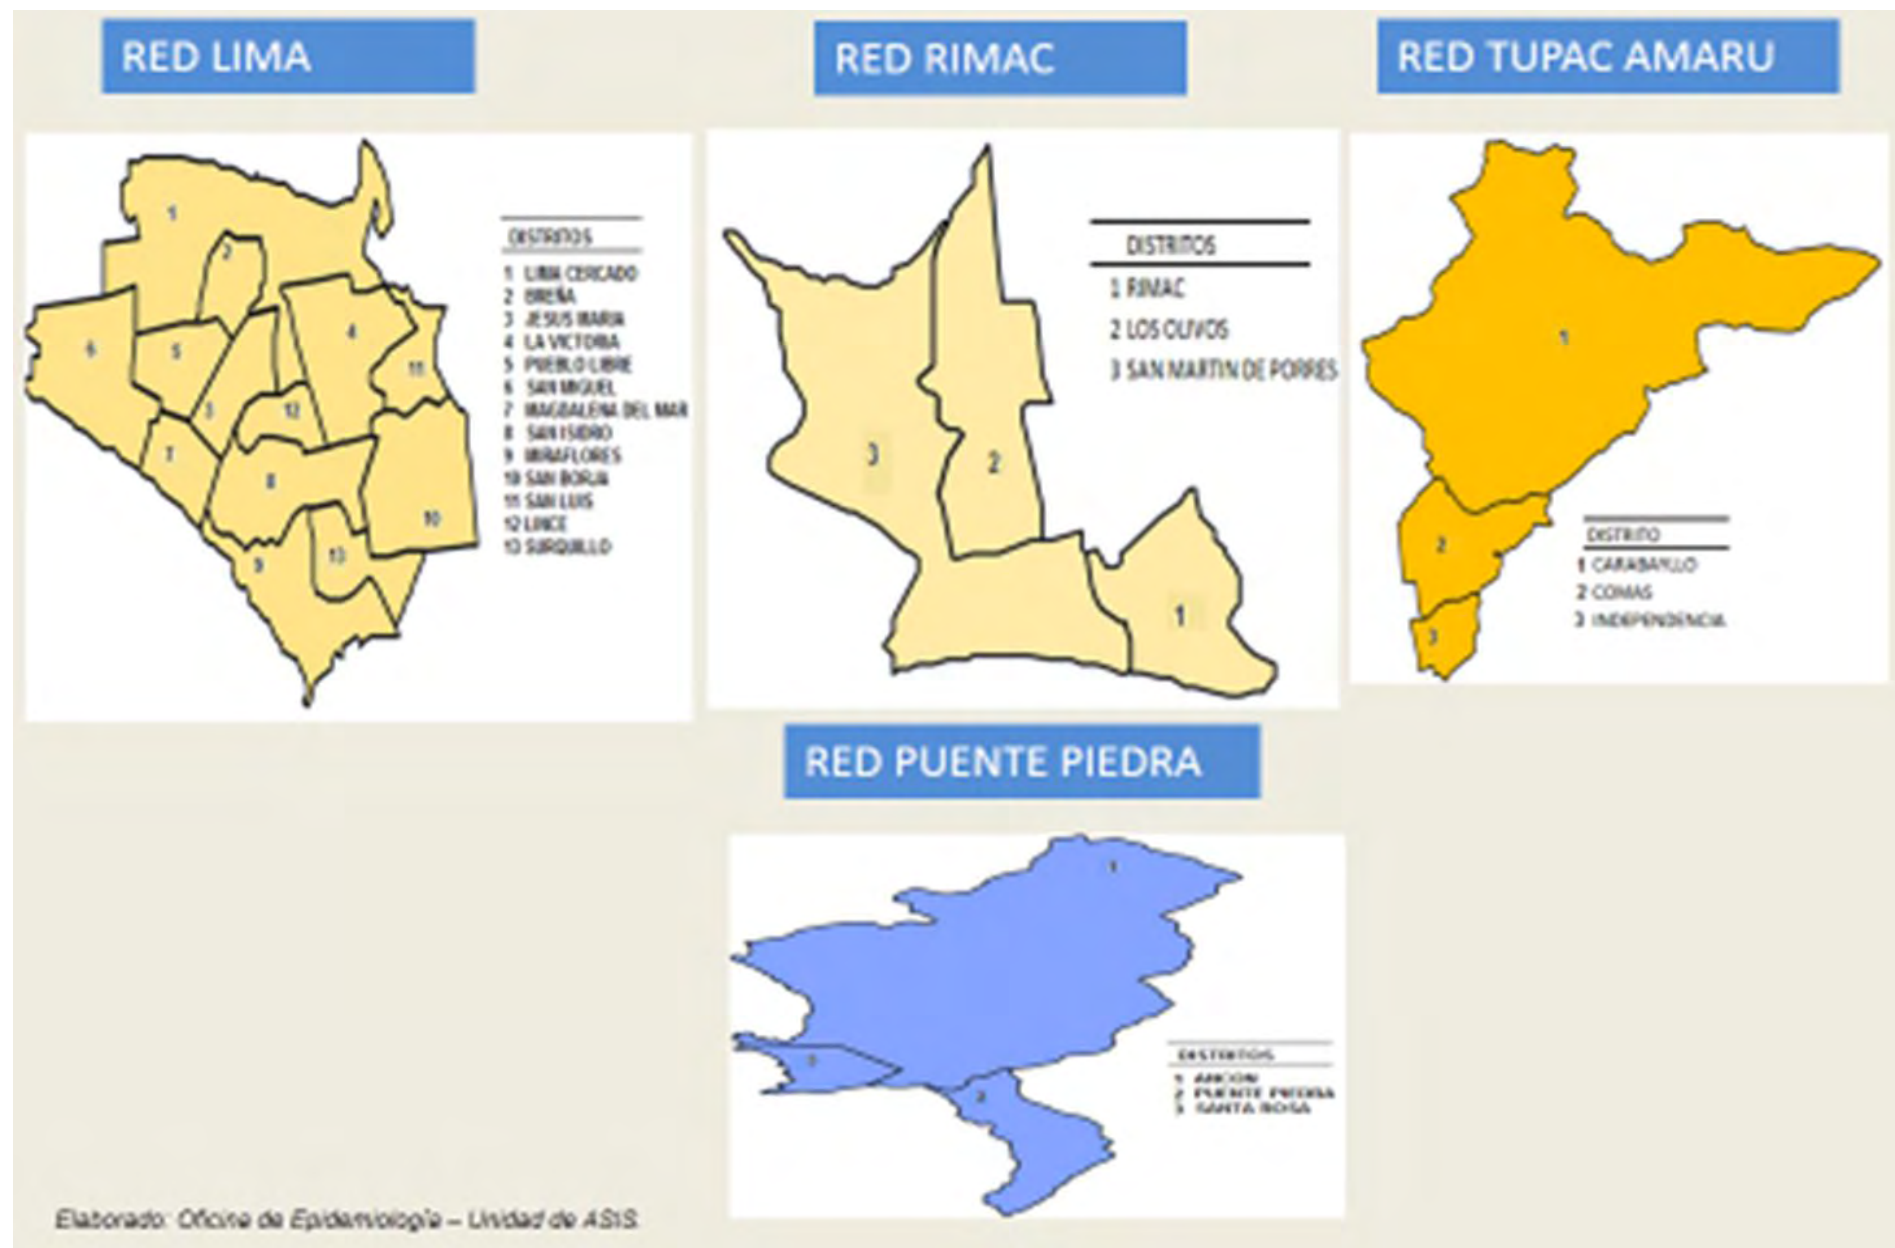 RED LIMA
RED RIMAC
RED TUPAC AMARU
1
2
3
4
5
6
7
8
9
10
11
12
13
DISTRITOS
1 LIMA CERCADO
2 BREÑA
3 JESUS MARIA
4 LA VICTORIA
5 PUEBLO LIBRE
6 SAN MIGUEL
7 MAGDALENA DEL MAR
8 SAN ISIDRO
9 MIRAFLORES
10 SAN BORJA
11 SAN LUIS
12 LINCE
13 SURQUILLO
3
2
1
DISTRITOS
1 RIMAC
2 LOS OLIVOS
3 SAN MARTIN DE PORRES
1
2
3
DISTRITO
1 CARABAYLLO
2 COMAS
3 INDEPENDENCIA
RED PUENTE PIEDRA
1
3
2
DISTRITOS
1 ANCON
2 PUENTE PIEDRA
3 SANTA ROSA
Elaborado: Oficina de Epidemiología – Unidad de ASIS.